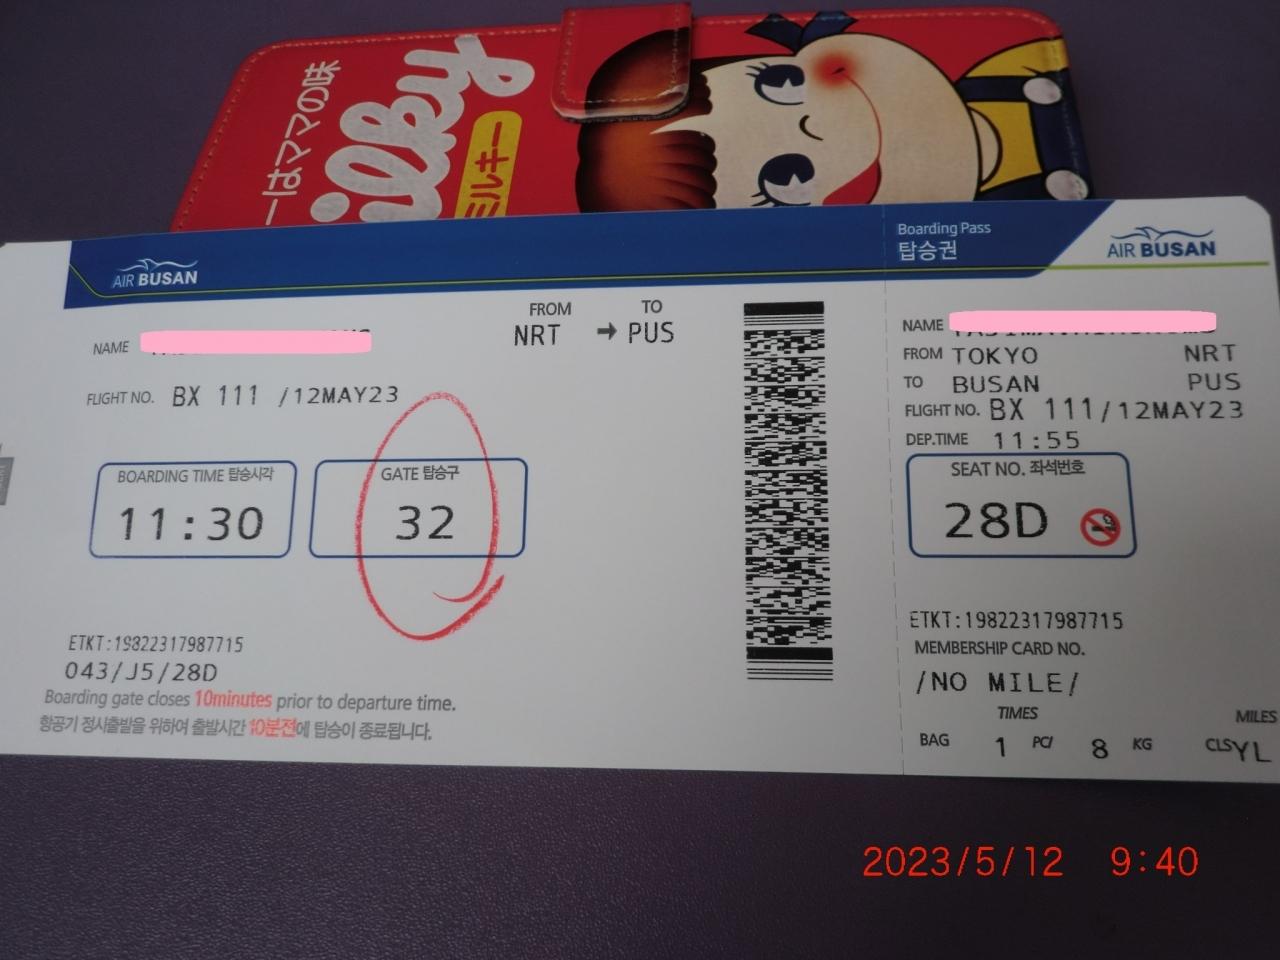 ーはママの味
ilky
ミルキー
AIR BUSAN
Boarding Pass
탑승권
AIR BUSAN
NAME
FROM TO
NRT → PUS
FLIGHT NO. BX 111 /12MAY23
BOARDING TIME 탑승시각
11:30
GATE 탑승구
32
ETKT:19822317987715
043/J5/28D
Boarding gate closes 10minutes prior to departure time.
항공기 정시출발을 위하여 출발시간 10분전에 탑승이 종료됩니다.
NAME
FROM TOKYO NRT
TO BUSAN PUS
FLIGHT NO. BX 111/12MAY23
DEP.TIME 11:55
SEAT NO. 좌석번호
28D
ETKT:19822317987715
MEMBERSHIP CARD NO.
/NO MILE/
TIMES MILES
BAG 1 PC/ 8 KG CLS YL
2023/5/12 9:40